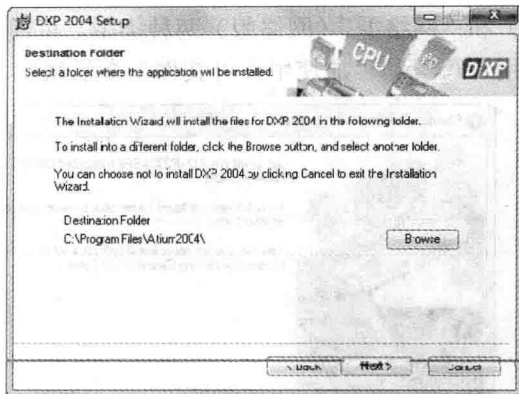 DXP 2004 Setup
Destination Folder
Select a folder where the application will be installed.
CPU
DXP
The Installation Wizard will install the files for DXP 2004 in the following folder.
To install into a different folder, click the Browse button, and select another folder.
You can choose not to install DXP 2004 by clicking Cancel to exit the Installation
Wizard.
Destination Folder
C:\Program Files\Altium2004\
Browse
< Back
Next >
Cancel